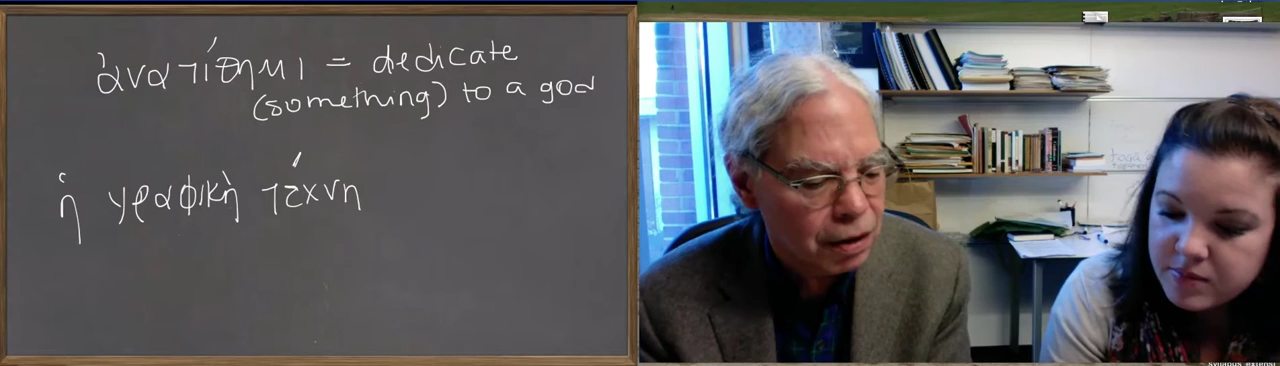 ἀνατίθημι = dedicate
(something) to a god
ἡ γραφικὴ τέχνη